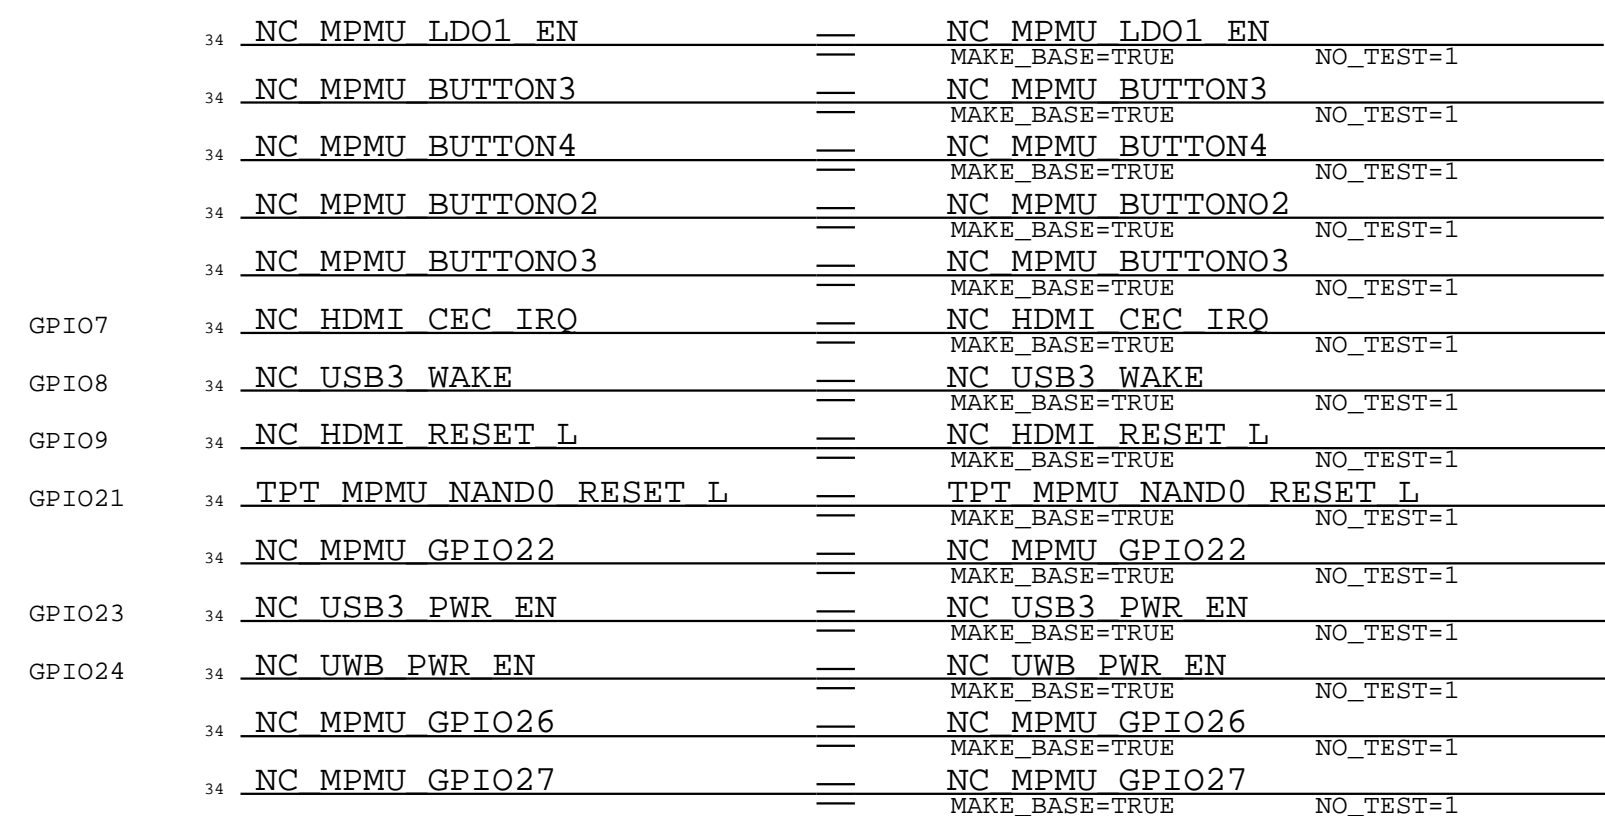 34 NC_MPMU_LDO1_EN NC_MPMU_LDO1_EN
MAKE_BASE=TRUE NO_TEST=1
34 NC_MPMU_BUTTON3 NC_MPMU_BUTTON3
MAKE_BASE=TRUE NO_TEST=1
34 NC_MPMU_BUTTON4 NC_MPMU_BUTTON4
MAKE_BASE=TRUE NO_TEST=1
34 NC_MPMU_BUTTONO2 NC_MPMU_BUTTONO2
MAKE_BASE=TRUE NO_TEST=1
34 NC_MPMU_BUTTONO3 NC_MPMU_BUTTONO3
MAKE_BASE=TRUE NO_TEST=1
GPIO7 34 NC_HDMI_CEC_IRQ NC_HDMI_CEC_IRQ
MAKE_BASE=TRUE NO_TEST=1
GPIO8 34 NC_USB3_WAKE NC_USB3_WAKE
MAKE_BASE=TRUE NO_TEST=1
GPIO9 34 NC_HDMI_RESET_L NC_HDMI_RESET_L
MAKE_BASE=TRUE NO_TEST=1
GPIO21 34 TPT_MPMU_NAND0_RESET_L TPT_MPMU_NAND0_RESET_L
MAKE_BASE=TRUE NO_TEST=1
34 NC_MPMU_GPIO22 NC_MPMU_GPIO22
MAKE_BASE=TRUE NO_TEST=1
GPIO23 34 NC_USB3_PWR_EN NC_USB3_PWR_EN
MAKE_BASE=TRUE NO_TEST=1
GPIO24 34 NC_UWB_PWR_EN NC_UWB_PWR_EN
MAKE_BASE=TRUE NO_TEST=1
34 NC_MPMU_GPIO26 NC_MPMU_GPIO26
MAKE_BASE=TRUE NO_TEST=1
34 NC_MPMU_GPIO27 NC_MPMU_GPIO27
MAKE_BASE=TRUE NO_TEST=1